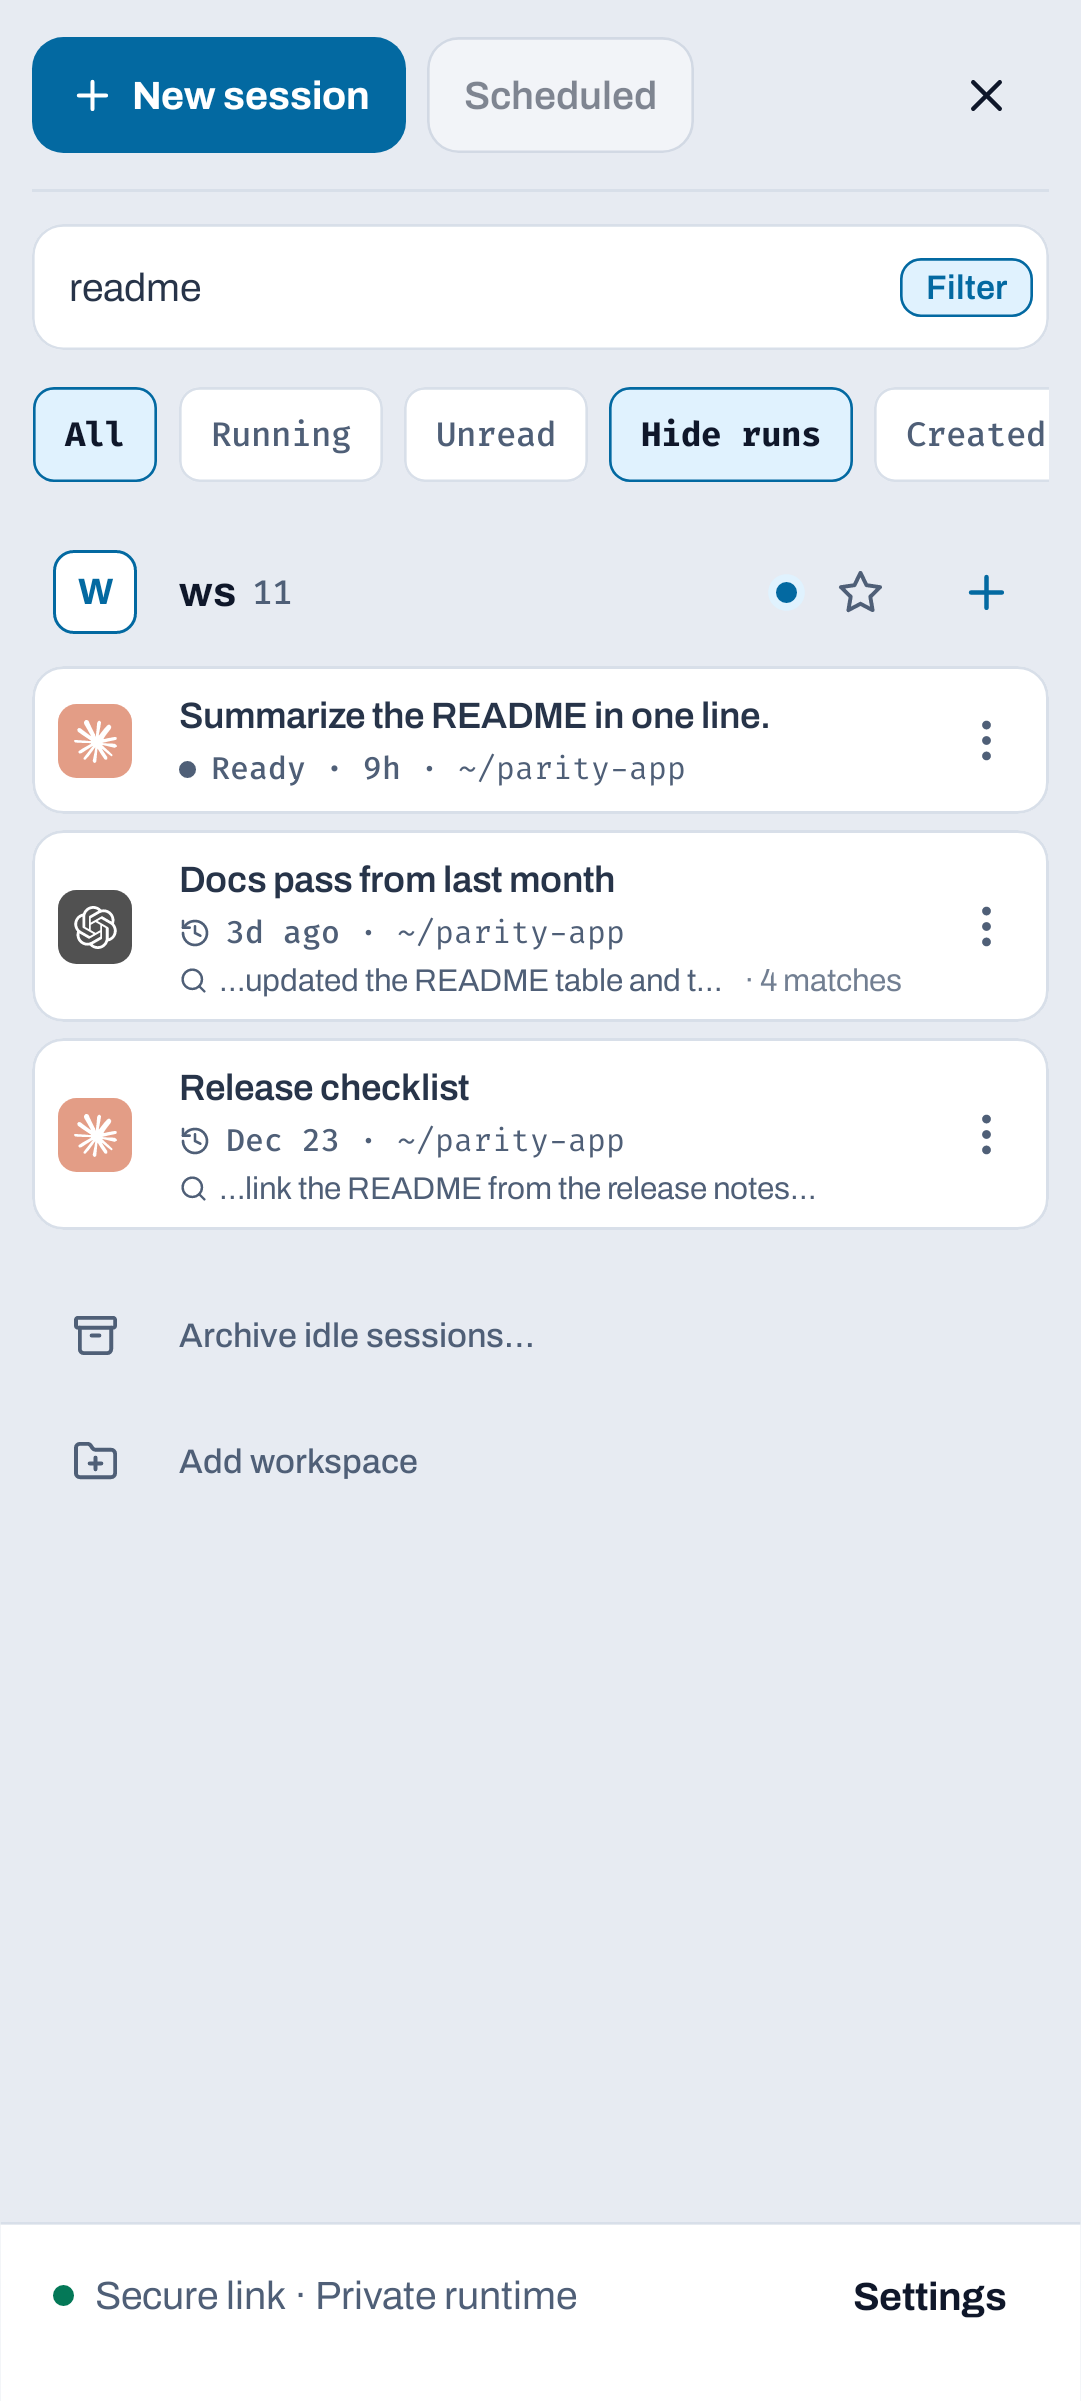 New session
Scheduled
readme
Filter
All
Running
Unread
Hide runs
Created
W
ws 11
Summarize the README in one line.
Ready · 9h · ~/parity-app
Docs pass from last month
3d ago · ~/parity-app
...updated the README table and t... · 4 matches
Release checklist
Dec 23 · ~/parity-app
...link the README from the release notes...
Archive idle sessions...
Add workspace
Secure link · Private runtime
Settings